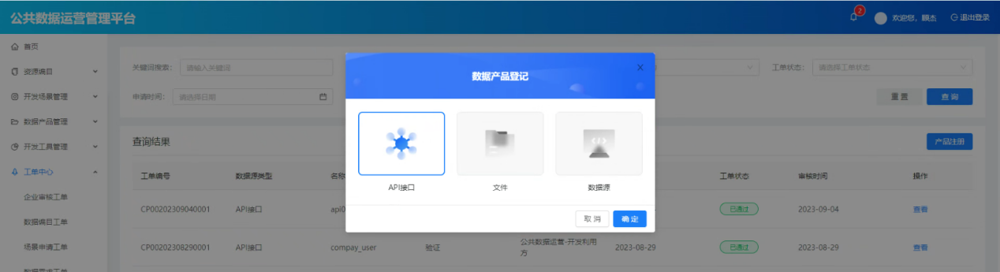 公共数据运营管理平台
2
欢迎您，
退出登录
首页
资源编目
开发场景管理
数据产品管理
开发工具管理
工单中心
企业审核工单
数据编目工单
场景申请工单
关键词搜索： 请输入关键词
工单状态： 请选择工单状态
申请时间： 请选择日期
重置 查询
查询结果
产品注册
工单编号 数据源类型 名称 工单状态 审核时间 操作
CP00202309040001 API接口 api0 已通过 2023-09-04 查看
CP00202308290001 API接口 compay_user 验证 公共数据运营-开发利用方 2023-08-29 已通过 2023-08-29 查看
数据产品登记
API接口 文件 数据源
取消 确定